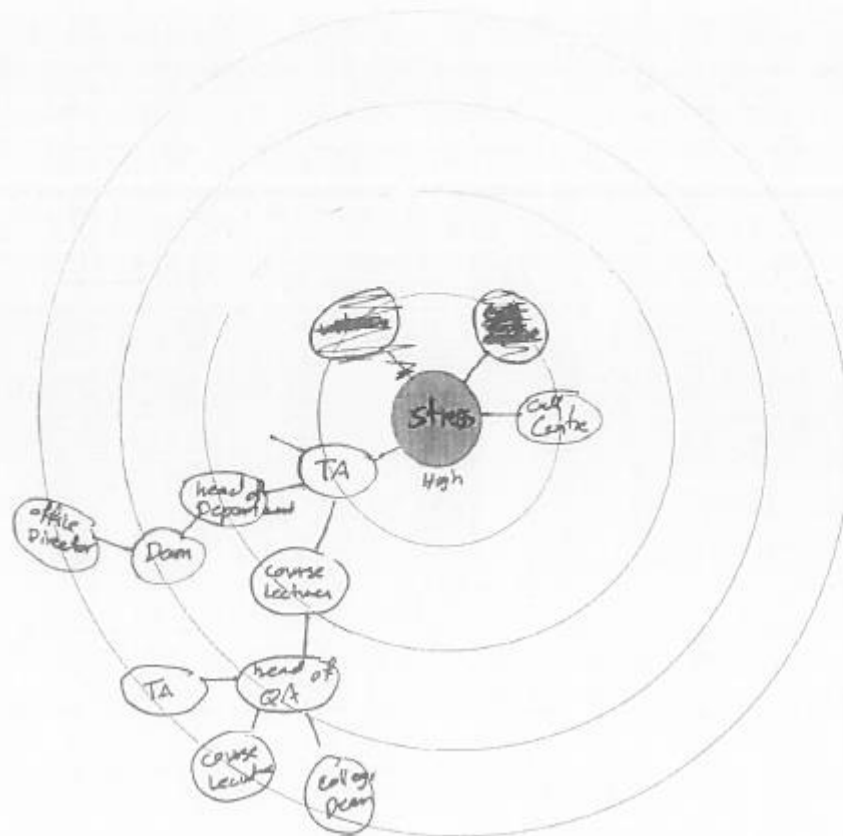 Stress
High
Call
Centre
TA
head of
Department
Dean
office
Director
Course
Lecturer
head of
QA
TA
Course
Lecturer
College
Dean